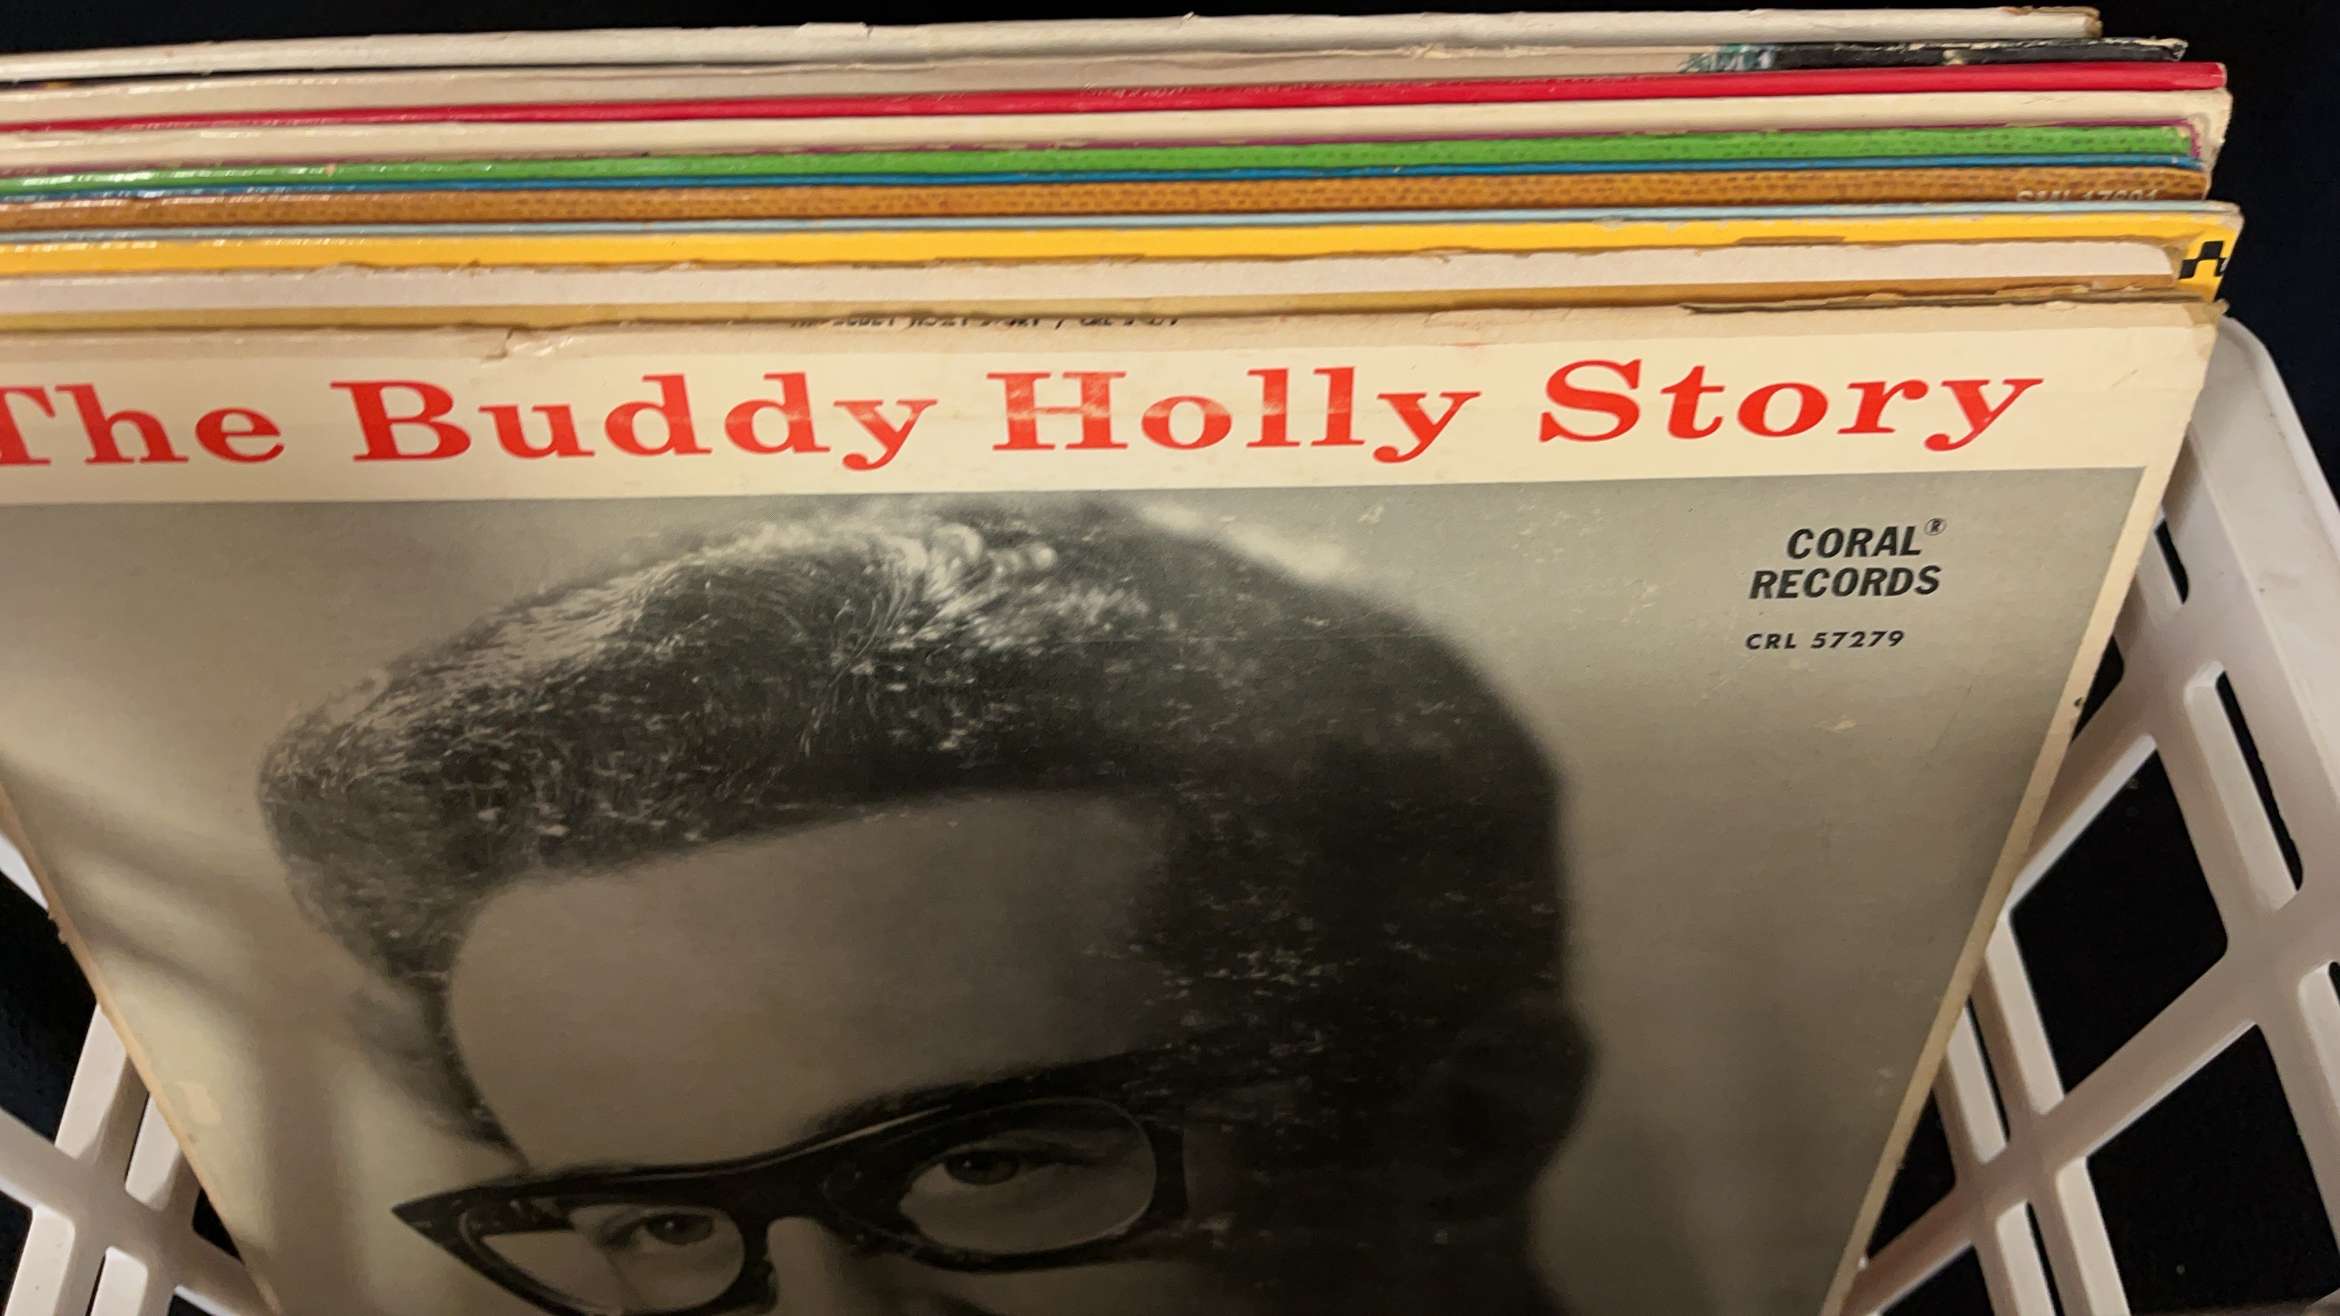 The Buddy Holly Story
CORAL®
RECORDS
CRL 57279